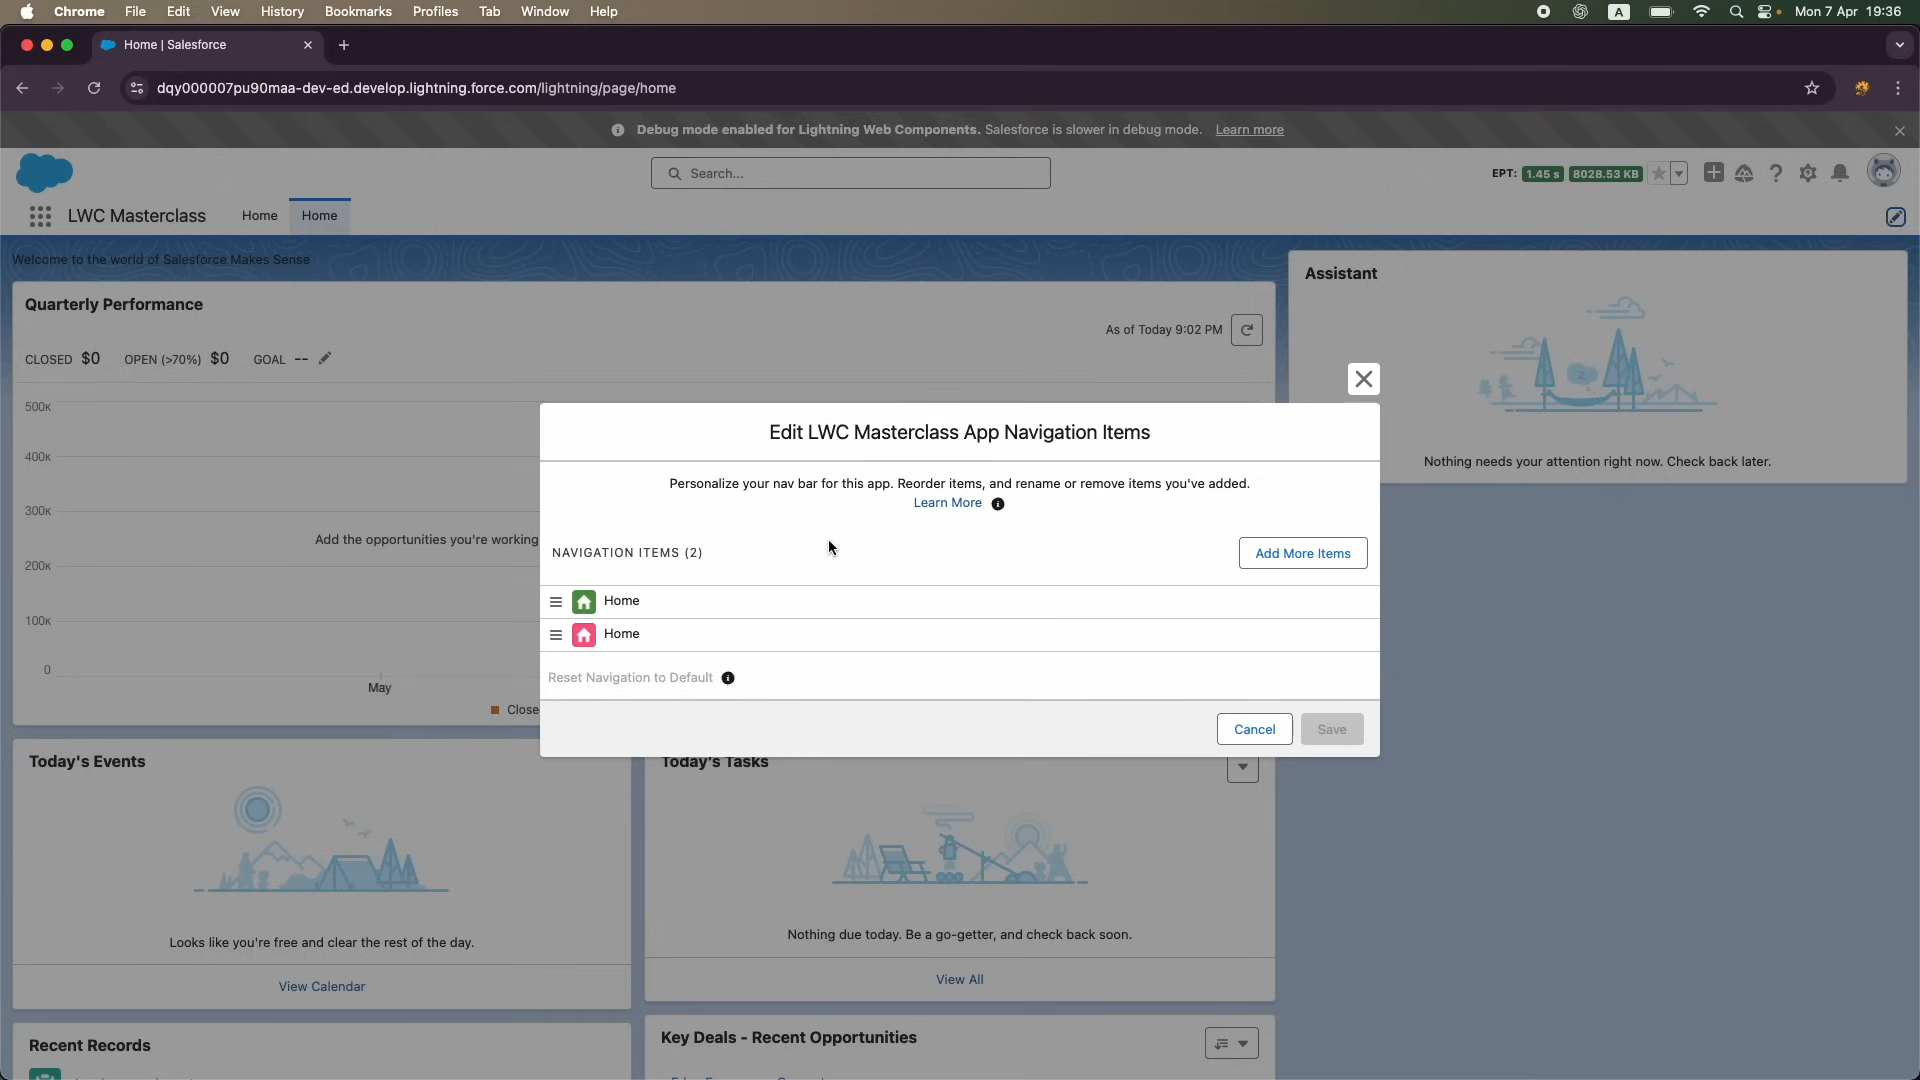 Chrome File Edit View History Bookmarks Profiles Tab Window Help A Mon 7 Apr 19:36
Home | Salesforce
dqy000007pu90maa-dev-ed.develop.lightning.force.com/lightning/page/home
Debug mode enabled for Lightning Web Components. Salesforce is slower in debug mode. Learn more
Search... EPT: 1.45 s 8028.53 KB
LWC Masterclass Home Home
Welcome to the world of Salesforce Makes Sense
Quarterly Performance
As of Today 9:02 PM
CLOSED $0 OPEN (>70%) $0 GOAL --
500K
400K
300K
200K
100K
0
Add the opportunities you're working
May
Close
Assistant
Nothing needs your attention right now. Check back later.
Edit LWC Masterclass App Navigation Items
Personalize your nav bar for this app. Reorder items, and rename or remove items you've added.
Learn More
NAVIGATION ITEMS (2) Add More Items
Home
Home
Reset Navigation to Default
Cancel Save
Today's Events
Looks like you're free and clear the rest of the day.
View Calendar
Today's Tasks
Nothing due today. Be a go-getter, and check back soon.
View All
Recent Records
Key Deals - Recent Opportunities